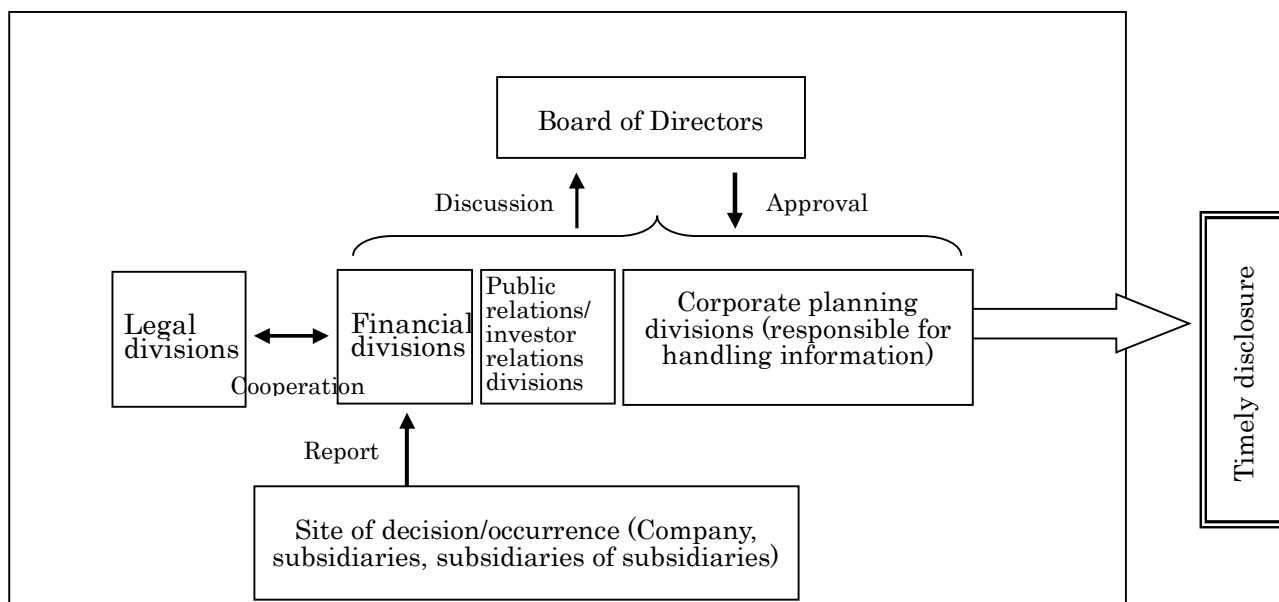 Board of Directors
Discussion
Approval
Legal
divisions
Cooperation
Financial
divisions
Public
relations/
investor
relations
divisions
Corporate planning
divisions (responsible for
handling information)
Timely disclosure
Report
Site of decision/occurrence (Company,
subsidiaries, subsidiaries of subsidiaries)